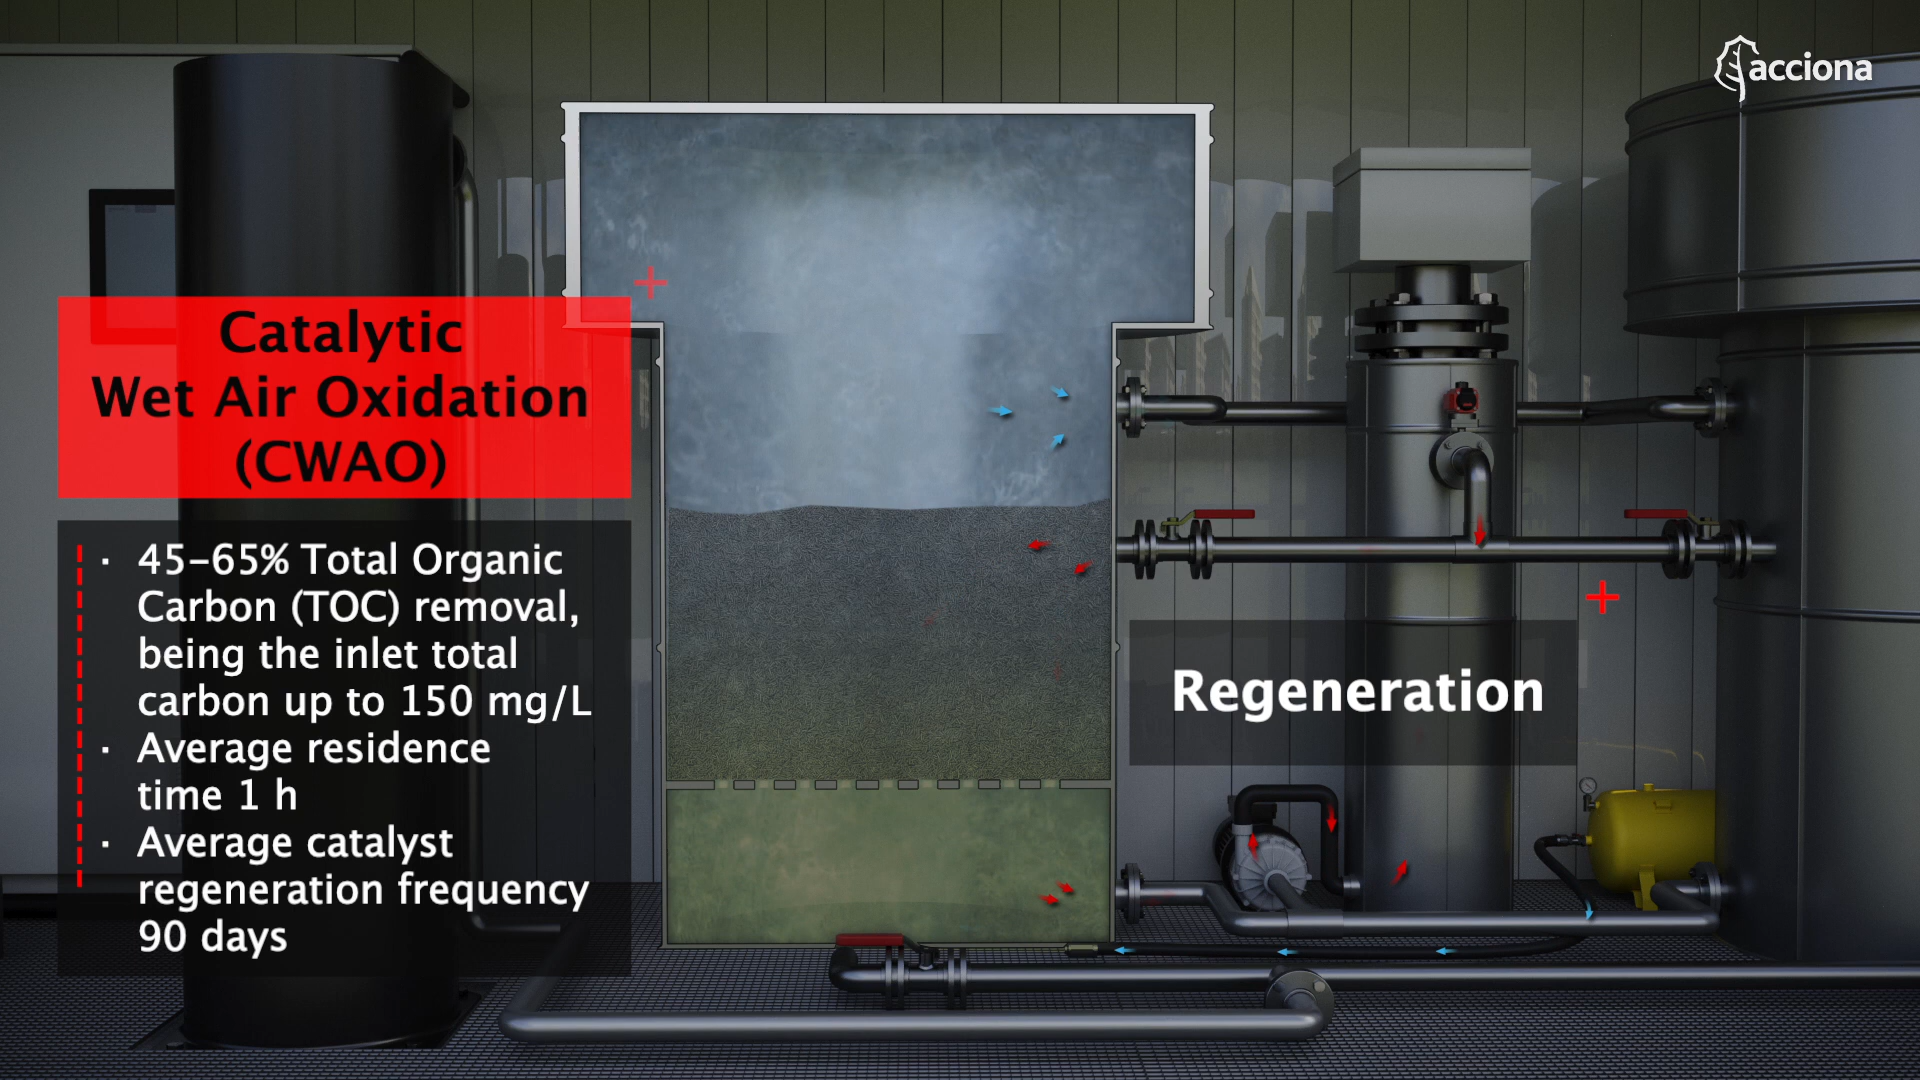 acciona
Catalytic
Wet Air Oxidation
(CWAO)
· 45-65% Total Organic
Carbon (TOC) removal,
being the inlet total
carbon up to 150 mg/L
· Average residence
time 1 h
· Average catalyst
regeneration frequency
90 days
Regeneration